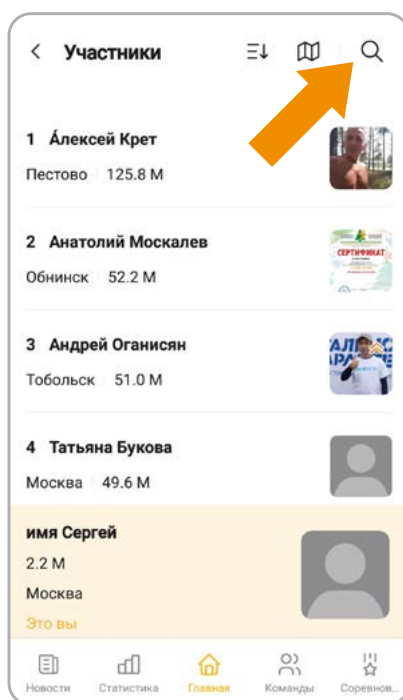 Участники
1 Áлексей Крет
Пестово 125.8 М
2 Анатолий Москалев
СЕРТИФИКАТ
Обнинск 52.2 М
3 Андрей Оганисян
Тобольск 51.0 М
4 Татьяна Букова
Москва 49.6 М
имя Сергей
2.2 М
Москва
Это вы
Новости Статистика Главная Команды Соревнов...